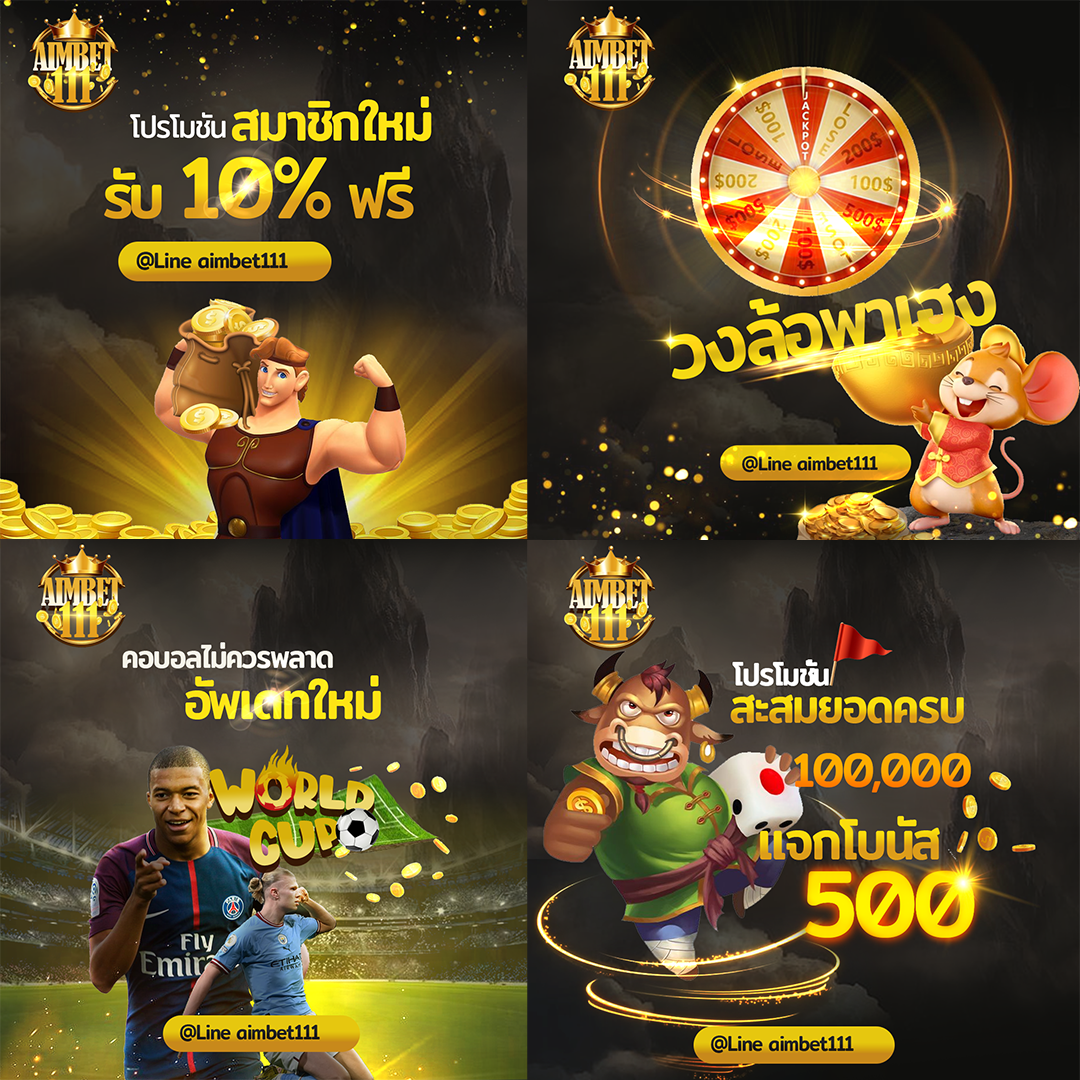 AIMBET
111
โปรโมชัน สมาชิกใหม่
รับ 10% ฟรี
@Line aimbet111
AIMBET
111
JACKPOT
LOSE
200$
100$
500$
LOSE
100$
200$
500$
200$
LOSE
100$
วงล้อพาเฮง
@Line aimbet111
AIMBET
111
คอบอลไม่ควรพลาด
อัพเดทใหม่
WORLD
CUP
Fly
Emir
@Line aimbet111
AIMBET
111
โปรโมชัน
สะสมยอดครบ
100,000
แจกโบนัส
500
@Line aimbet111